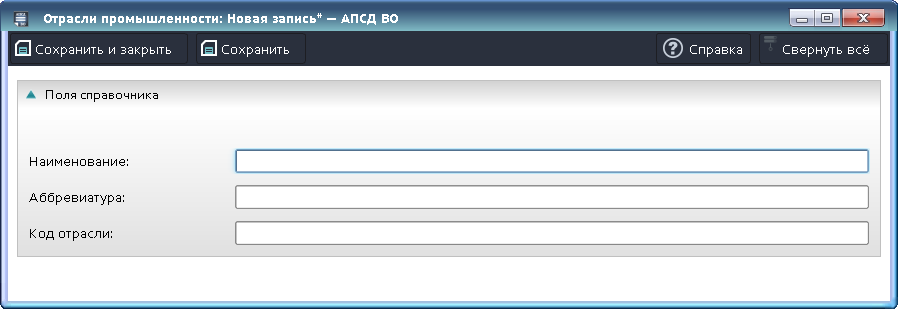 Отрасли промышленности: Новая запись* — АПСД ВО
Сохранить и закрыть Сохранить Справка Свернуть всё
Поля справочника
Наименование:
Аббревиатура:
Код отрасли: